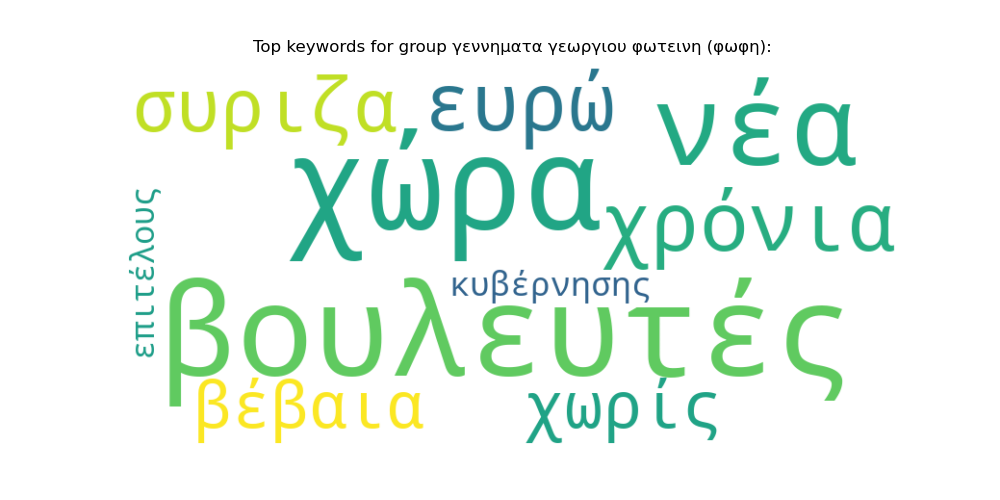 Top keywords for group γεννηματα γεωργιου φωτεινη (φωφη):
συριζα
ευρώ
νέα
χώρα
χρόνια
επιτέλους
κυβέρνησης
βουλευτές
βέβαια
χωρίς